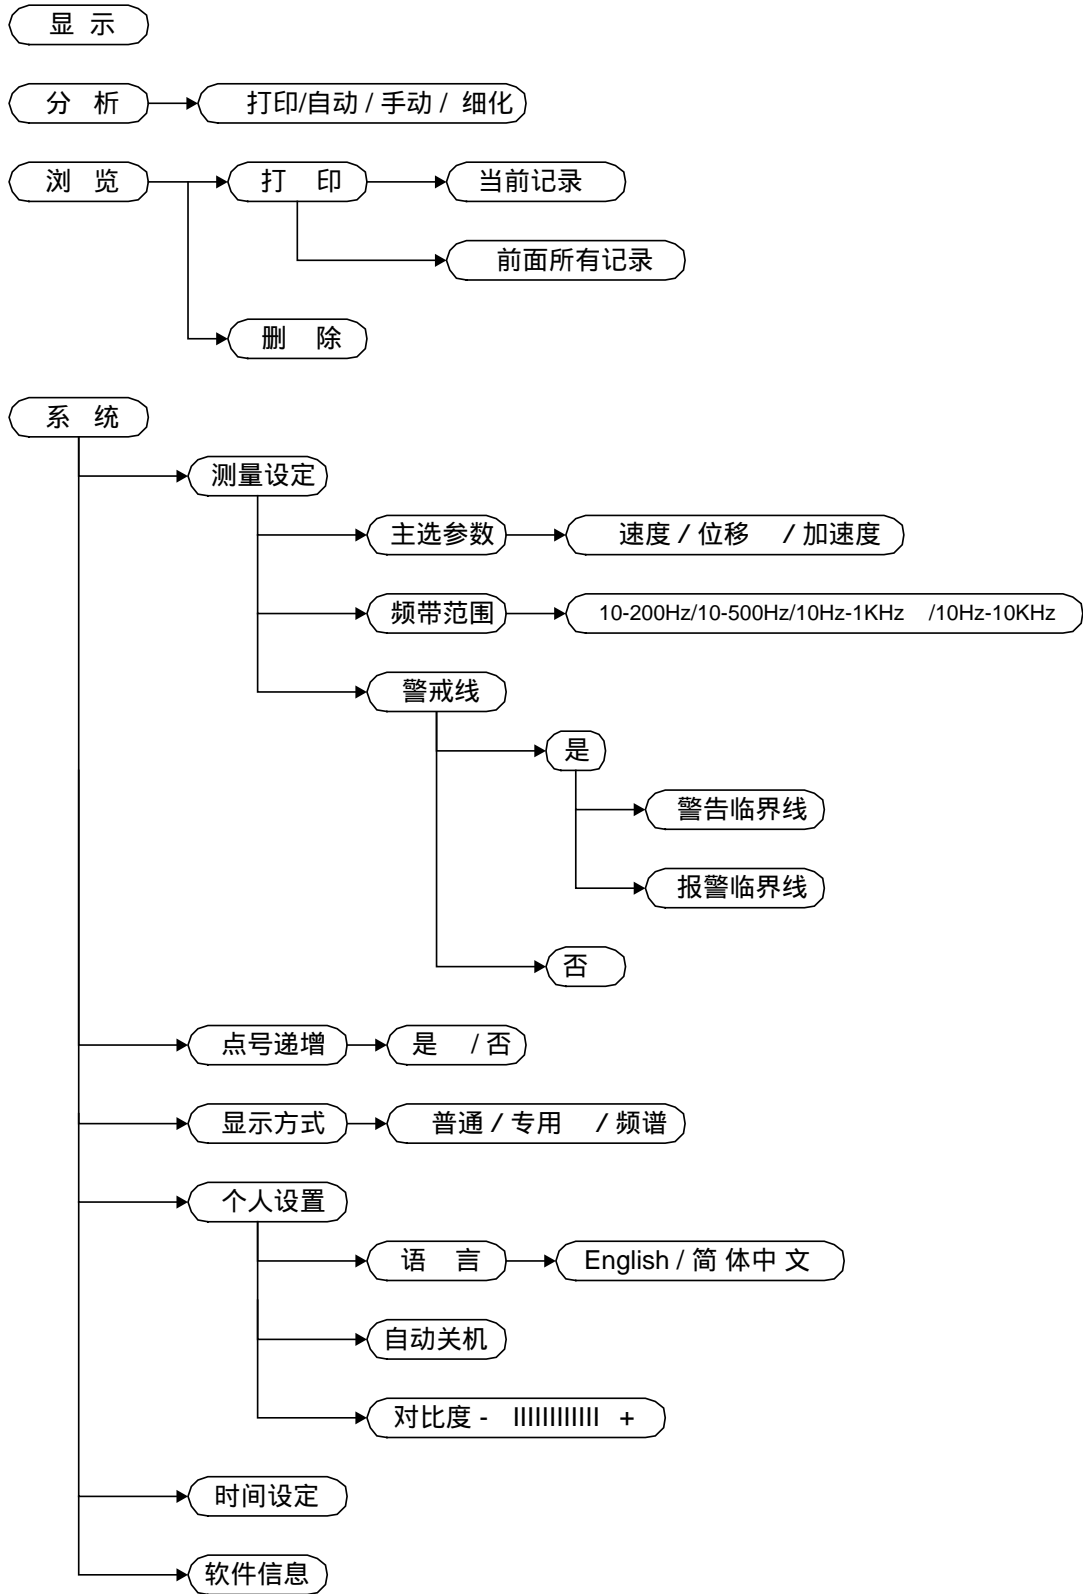 显 示
分 析
打印/自动 / 手动 / 细化
浏 览
打 印
当前记录
前面所有记录
删 除
系 统
测量设定
主选参数
速度 / 位移 / 加速度
频带范围
10-200Hz/10-500Hz/10Hz-1KHz /10Hz-10KHz
警戒线
是
警告临界线
报警临界线
否
点号递增
是 / 否
显示方式
普通 / 专用 / 频谱
个人设置
语 言
English / 简 体中 文
自动关机
对比度 - IIIIIIIIIIII +
时间设定
软件信息